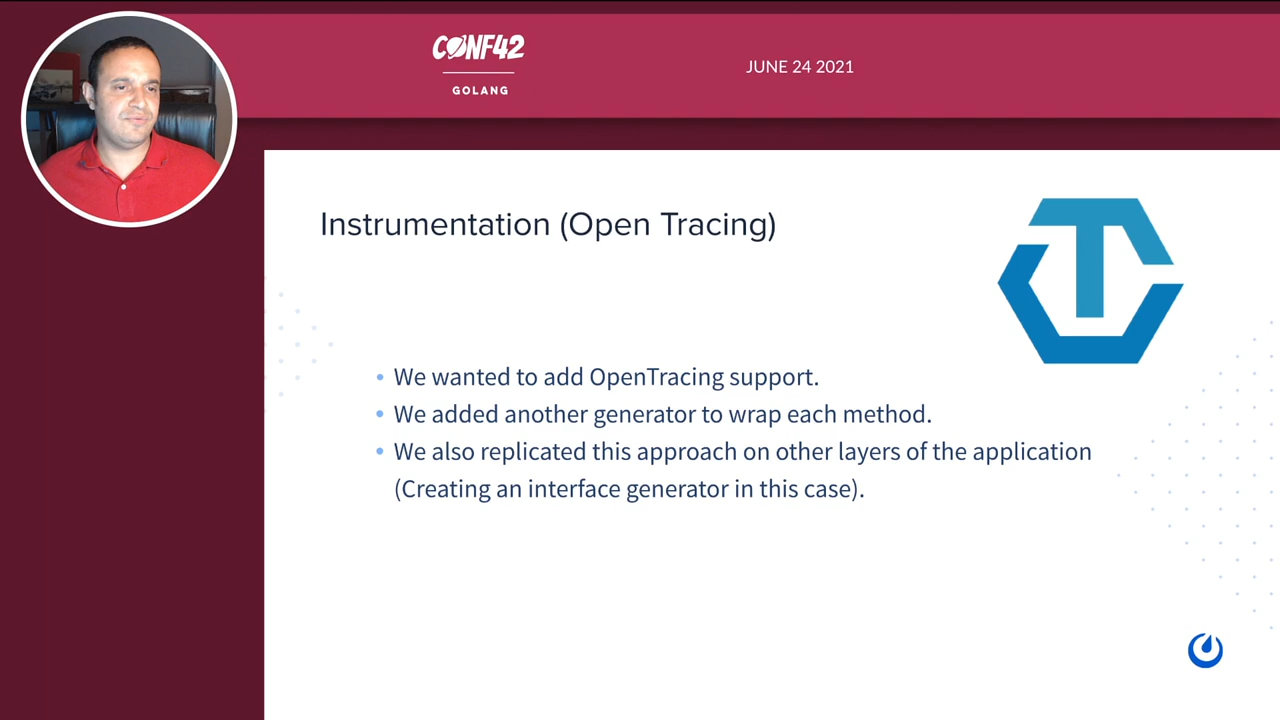 CONF42
GOLANG
JUNE 24 2021
Instrumentation (Open Tracing)
• We wanted to add OpenTracing support.
• We added another generator to wrap each method.
• We also replicated this approach on other layers of the application
(Creating an interface generator in this case).